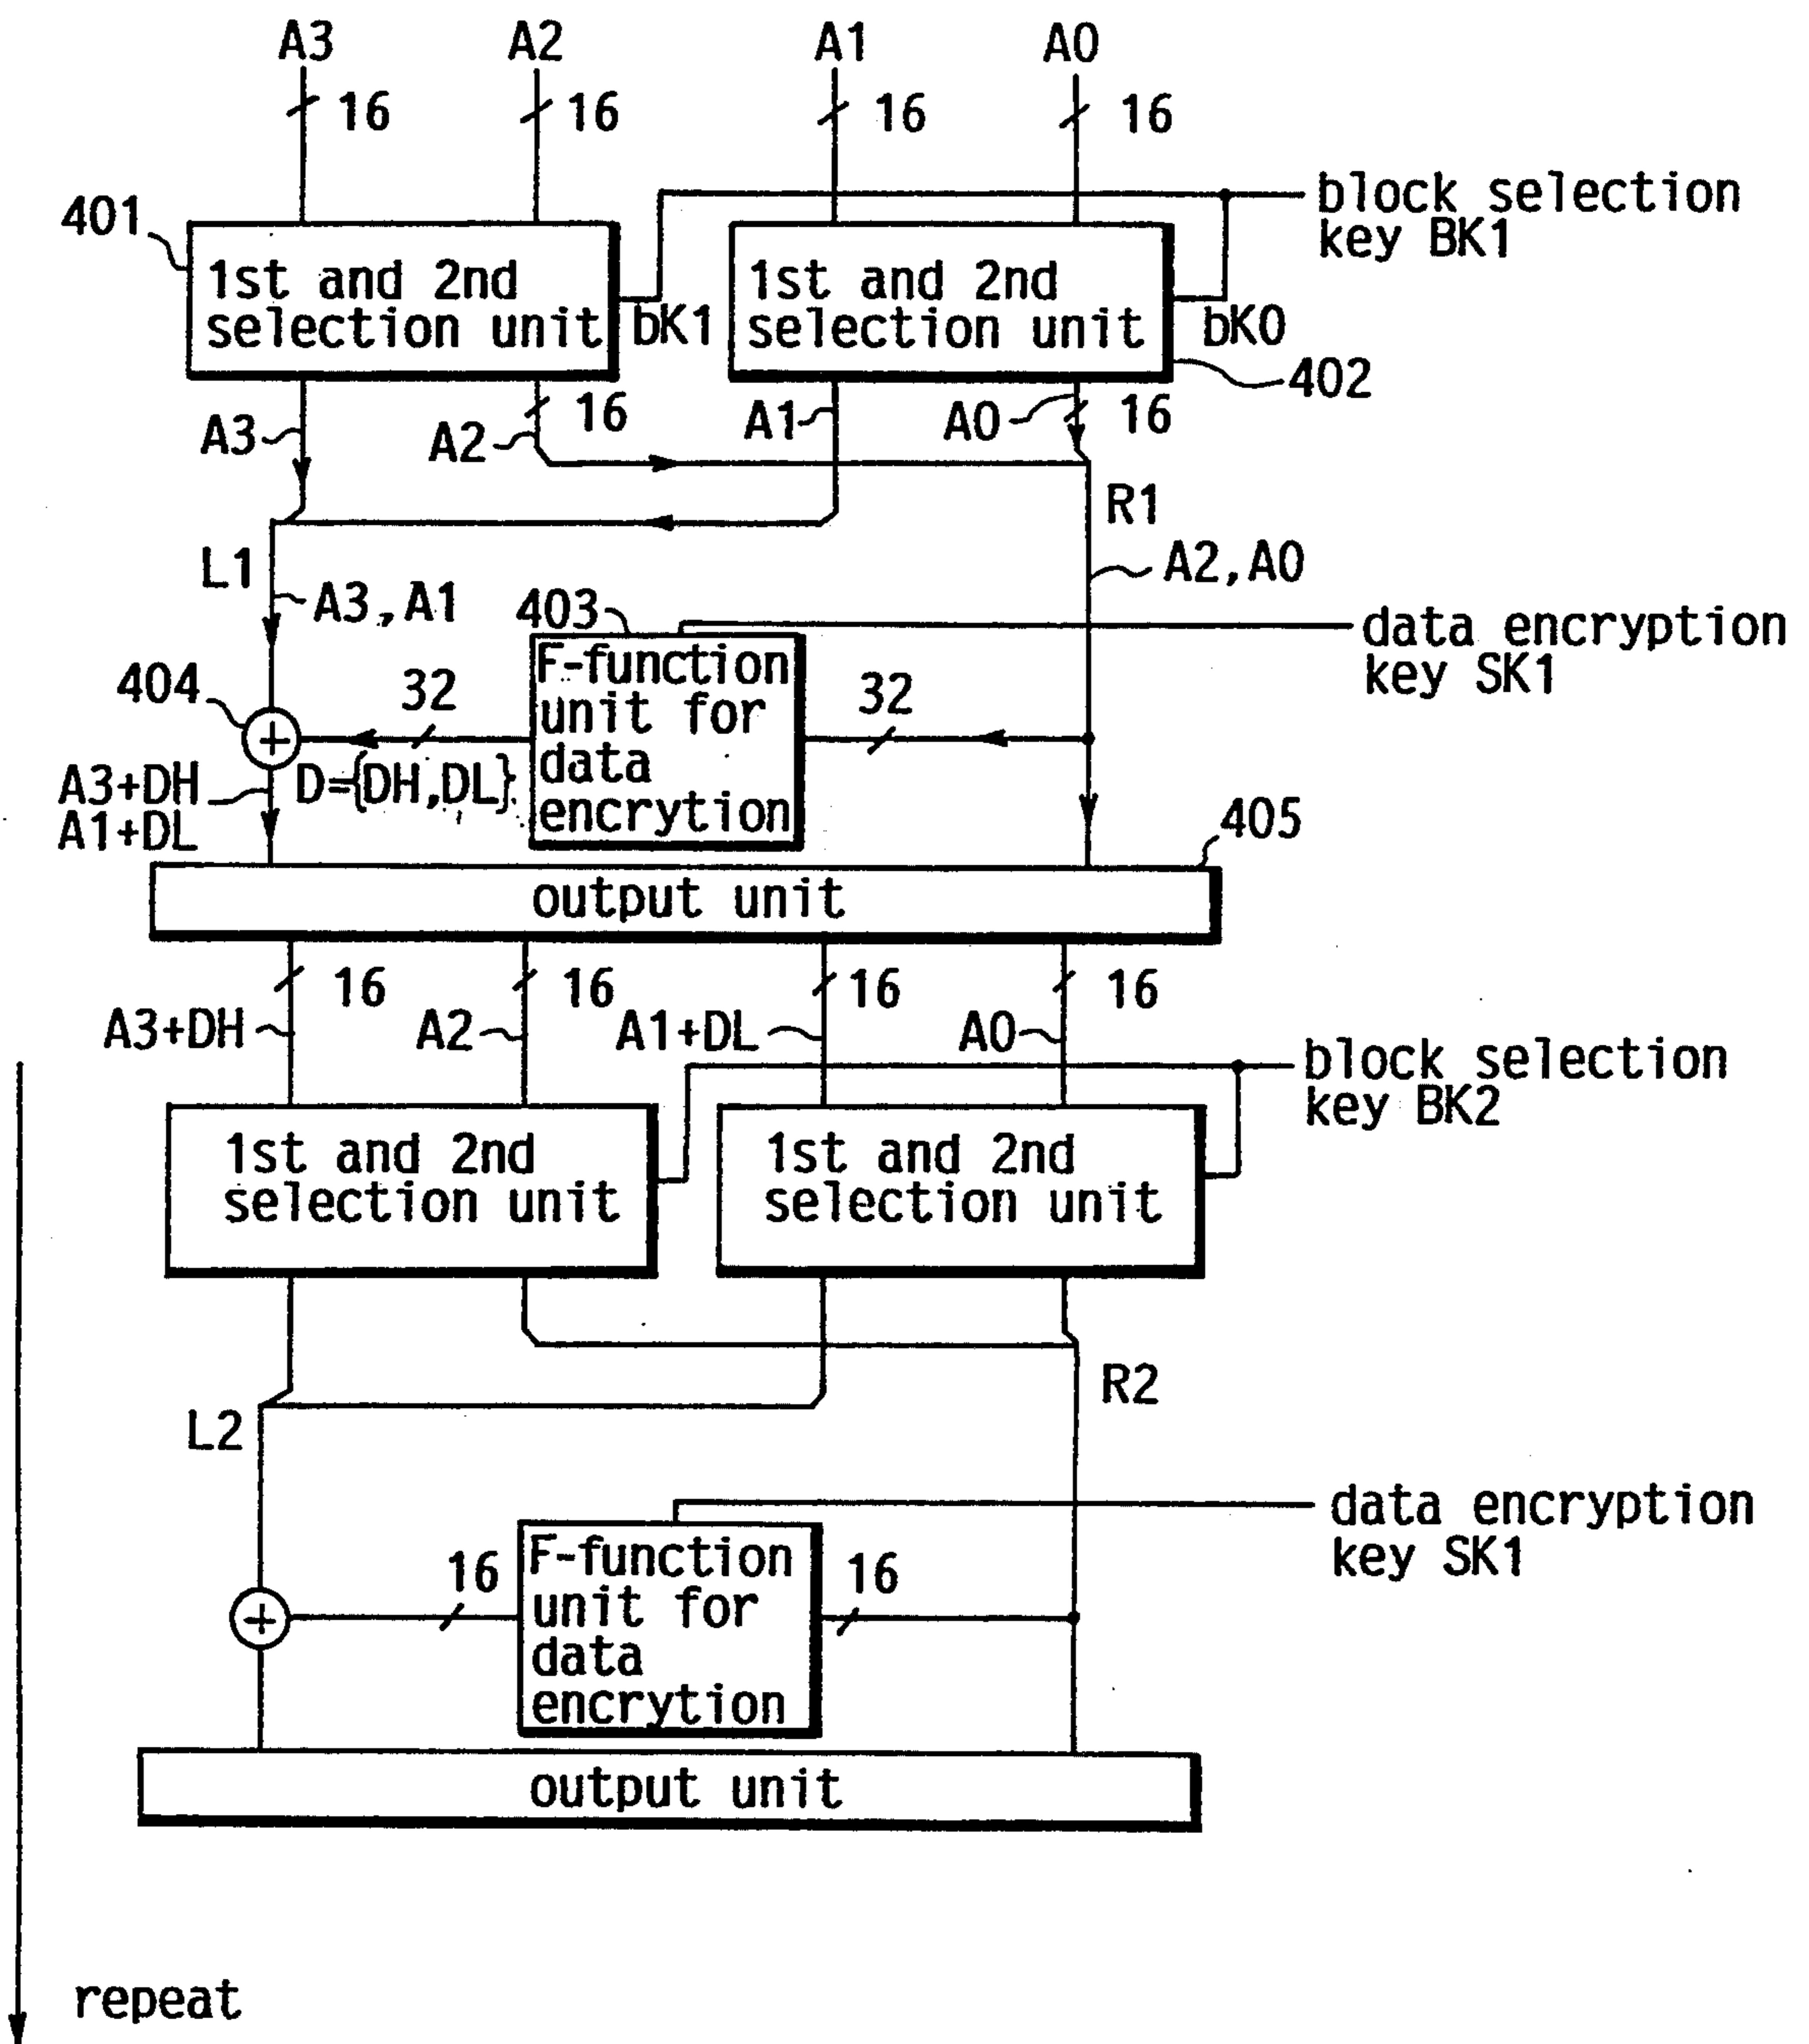 A3 A2 A1 A0
16 16 16 16
block selection
key BK1
401
1st and 2nd
selection unit
bK1
1st and 2nd
selection unit
bK0
402
A3 A2 16 A1 A0 16
R1
L1
A3,A1
A2,A0
403
data encryption
key SK1
F-function
unit for
data
encrytion
404
32
32
D={DH,DL}
A3+DH
A1+DL
405
output unit
16 16 16 16
A3+DH A2 A1+DL A0
block selection
key BK2
1st and 2nd
selection unit
1st and 2nd
selection unit
R2
L2
data encryption
key SK1
16
F-function
unit for
data
encrytion
16
output unit
repeat